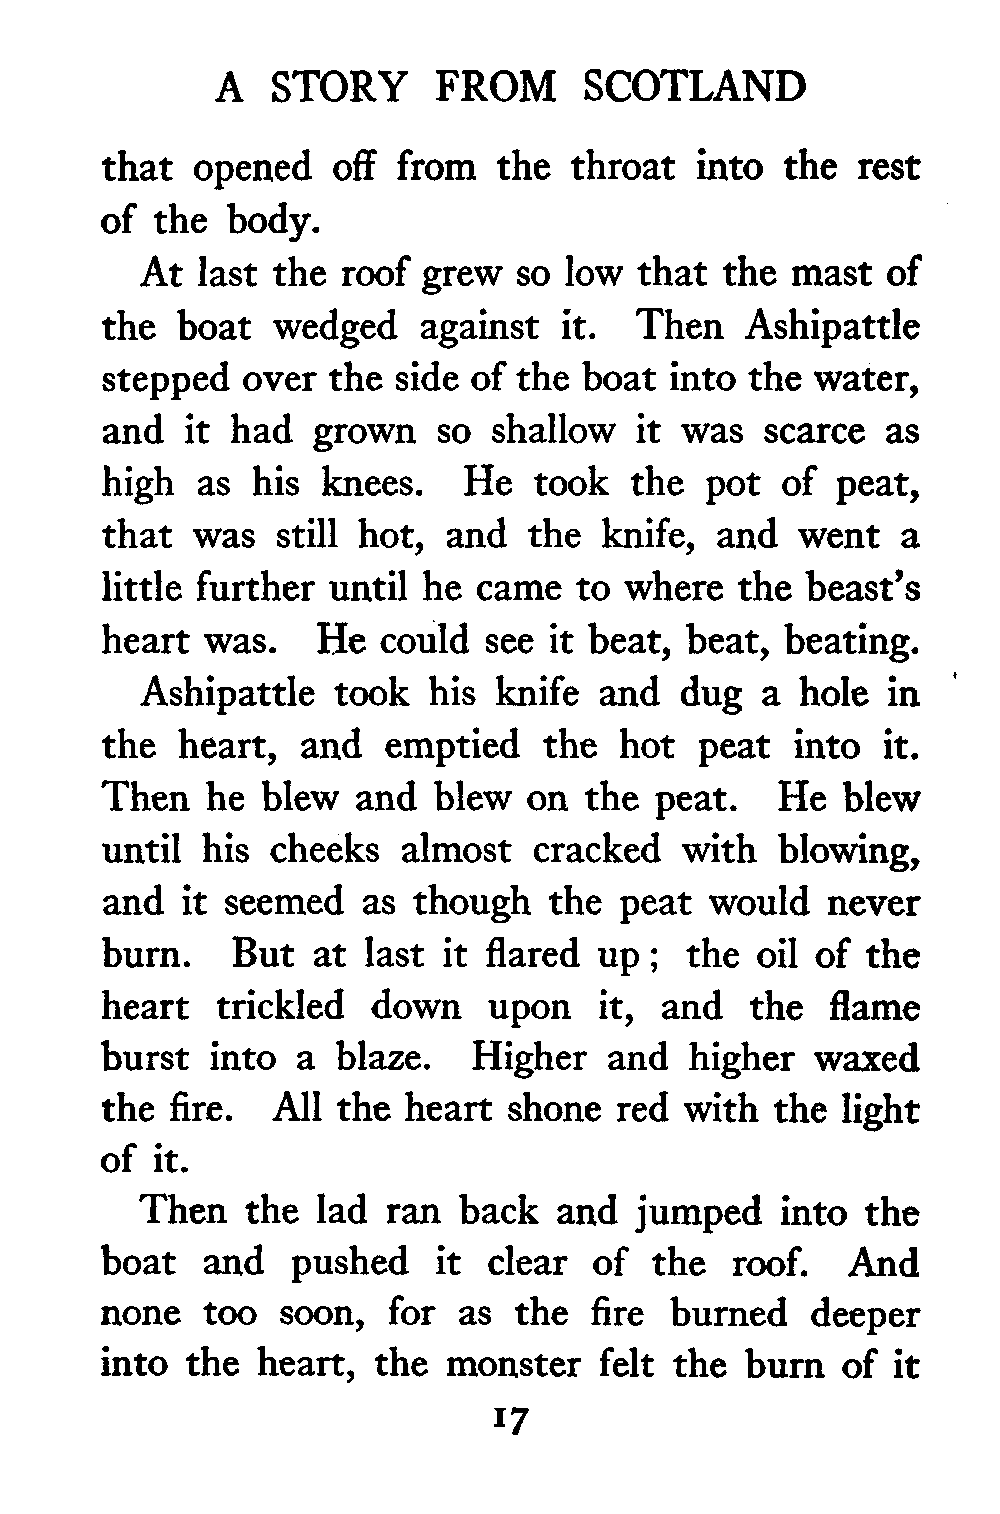 A STORY FROM SCOTLAND
that opened off from the throat into the rest
of the body.
At last the roof grew so low that the mast of
the boat wedged against it. Then Ashipattle
stepped over the side of the boat into the water,
and it had grown so shallow it was scarce as
high as his knees. He took the pot of peat,
that was still hot, and the knife, and went a
little further until he came to where the beast's
heart was. He could see it beat, beat, beating.
Ashipattle took his knife and dug a hole in
the heart, and emptied the hot peat into it.
Then he blew and blew on the peat. He blew
until his cheeks almost cracked with blowing,
and it seemed as though the peat would never
burn. But at last it flared up ; the oil of the
heart trickled down upon it, and the flame
burst into a blaze. Higher and higher waxed
the fire. All the heart shone red with the light
of it.
Then the lad ran back and jumped into the
boat and pushed it clear of the roof. And
none too soon, for as the fire burned deeper
into the heart, the monster felt the burn of it
17